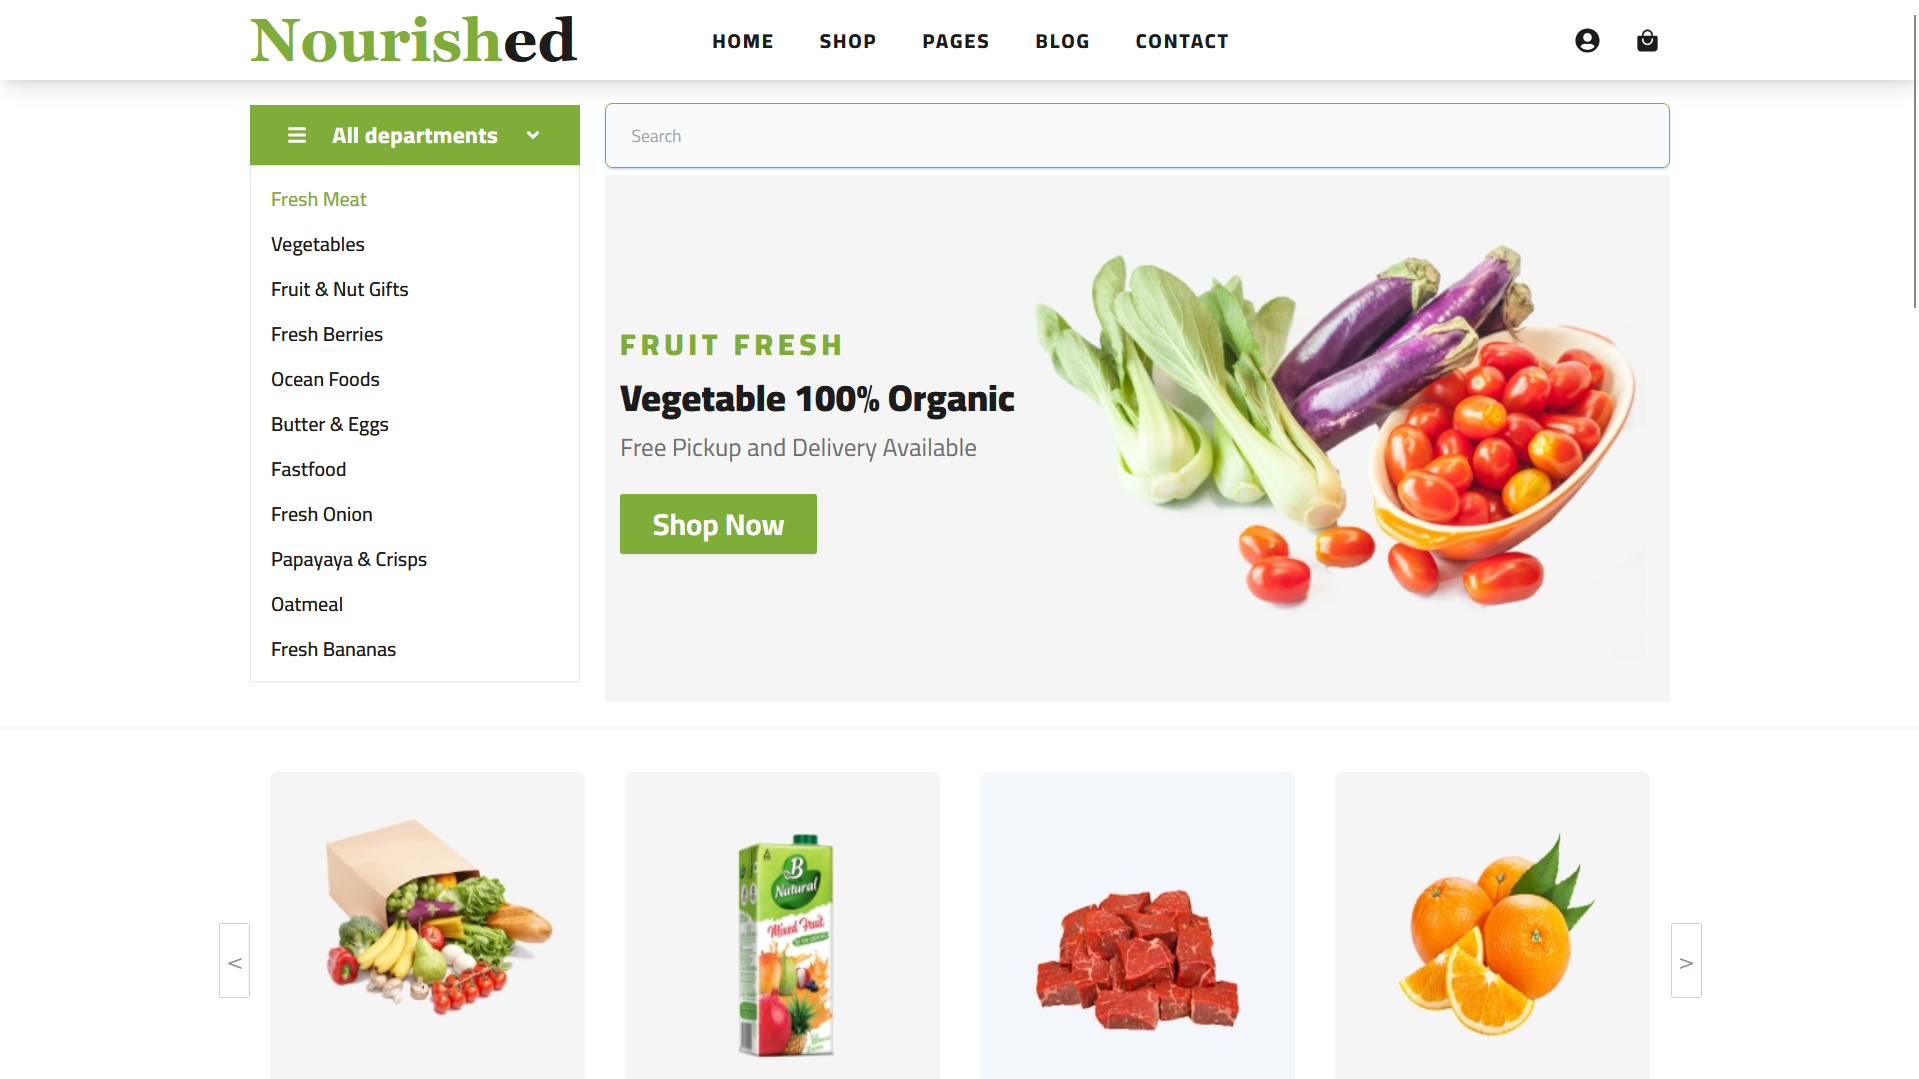 Nourished
HOME
SHOP
PAGES
BLOG
CONTACT
All departments
Search
Fresh Meat
Vegetables
Fruit & Nut Gifts
Fresh Berries
Ocean Foods
Butter & Eggs
Fastfood
Fresh Onion
Papayaya & Crisps
Oatmeal
Fresh Bananas
FRUIT FRESH
Vegetable 100% Organic
Free Pickup and Delivery Available
Shop Now
<
B
Natural
Mixed Fruit
>